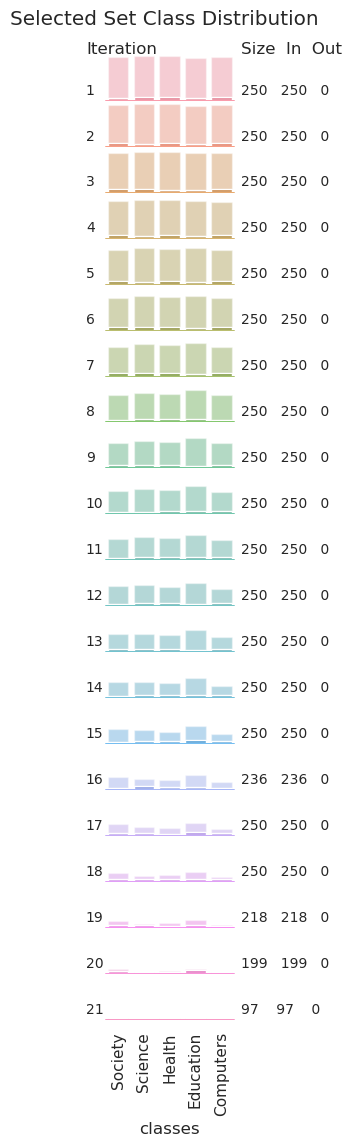 Selected Set Class Distribution
Iteration Size In Out
1 250 250 0
2 250 250 0
3 250 250 0
4 250 250 0
5 250 250 0
6 250 250 0
7 250 250 0
8 250 250 0
9 250 250 0
10 250 250 0
11 250 250 0
12 250 250 0
13 250 250 0
14 250 250 0
15 250 250 0
16 236 236 0
17 250 250 0
18 250 250 0
19 218 218 0
20 199 199 0
21 97 97 0
Society
Science
Health
Education
Computers
classes